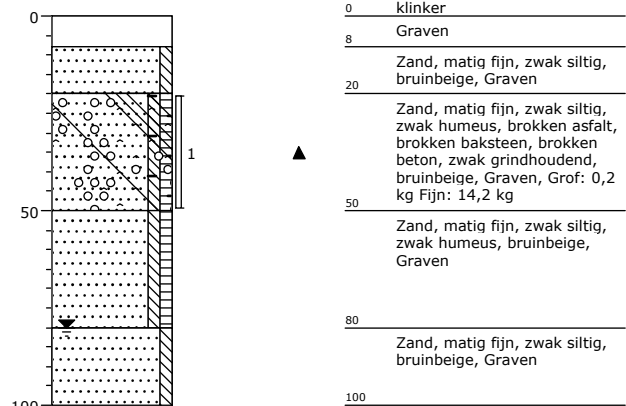 0
50
100
1
0 klinker
Graven
8
Zand, matig fijn, zwak siltig,
bruinbeige, Graven
20
Zand, matig fijn, zwak siltig,
zwak humeus, brokken asfalt,
brokken baksteen, brokken
beton, zwak grindhoudend,
bruinbeige, Graven, Grof: 0,2
kg Fijn: 14,2 kg
50
Zand, matig fijn, zwak siltig,
zwak humeus, bruinbeige,
Graven
80
Zand, matig fijn, zwak siltig,
bruinbeige, Graven
100